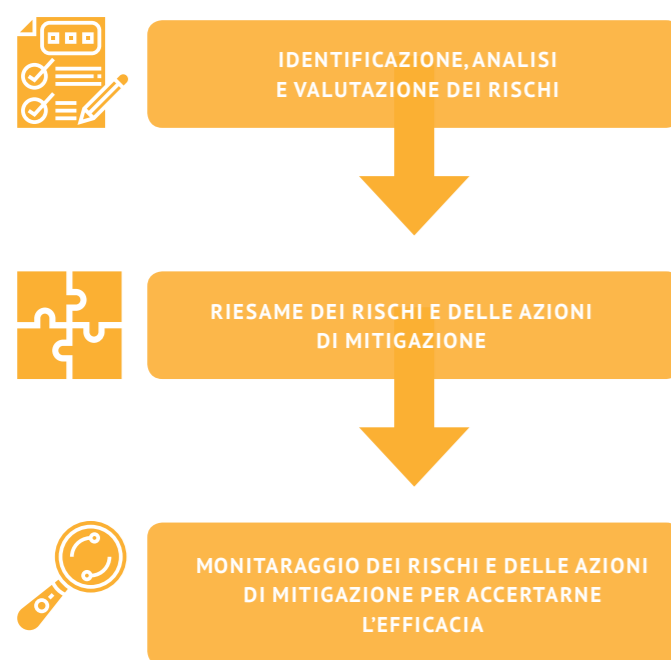 IDENTIFICAZIONE, ANALISI
E VALUTAZIONE DEI RISCHI
RIESAME DEI RISCHI E DELLE AZIONI
DI MITIGAZIONE
MONITARAGGIO DEI RISCHI E DELLE AZIONI
DI MITIGAZIONE PER ACCERTARNE
L’EFFICACIA